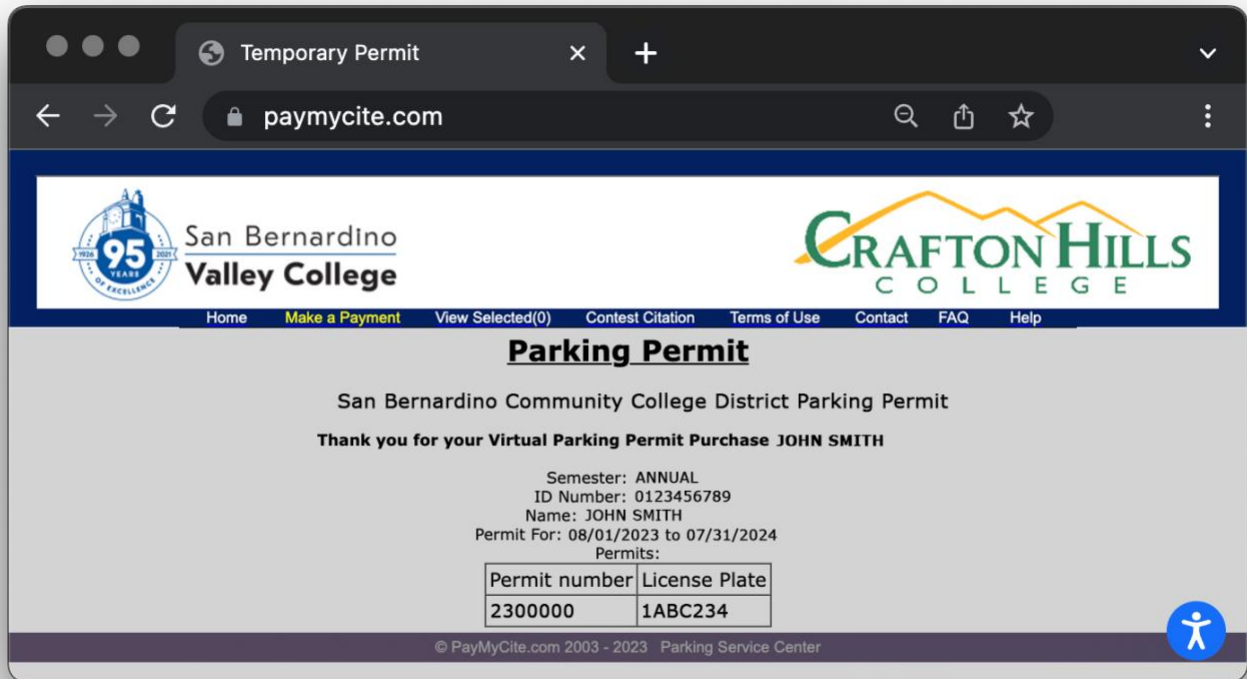 Temporary Permit
paymycite.com
1926 95 2021
YEARS
OF EXCELLENCE
San Bernardino
Valley College
CRAFTON HILLS
COLLEGE
Home Make a Payment View Selected(0) Contest Citation Terms of Use Contact FAQ Help
Parking Permit
San Bernardino Community College District Parking Permit
Thank you for your Virtual Parking Permit Purchase JOHN SMITH
Semester: ANNUAL
ID Number: 0123456789
Name: JOHN SMITH
Permit For: 08/01/2023 to 07/31/2024
Permits:
Permit number License Plate
2300000 1ABC234
© PayMyCite.com 2003 - 2023 Parking Service Center